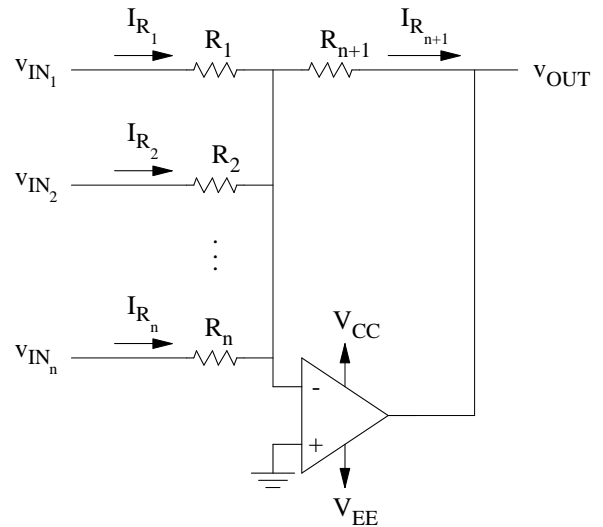 I_{R_1} R_1 R_{n+1} I_{R_{n+1}}
v_{IN_1} v_{OUT}
I_{R_2} R_2
v_{IN_2}
⋮
I_{R_n} R_n
v_{IN_n}
V_{CC}
-
+
V_{EE}